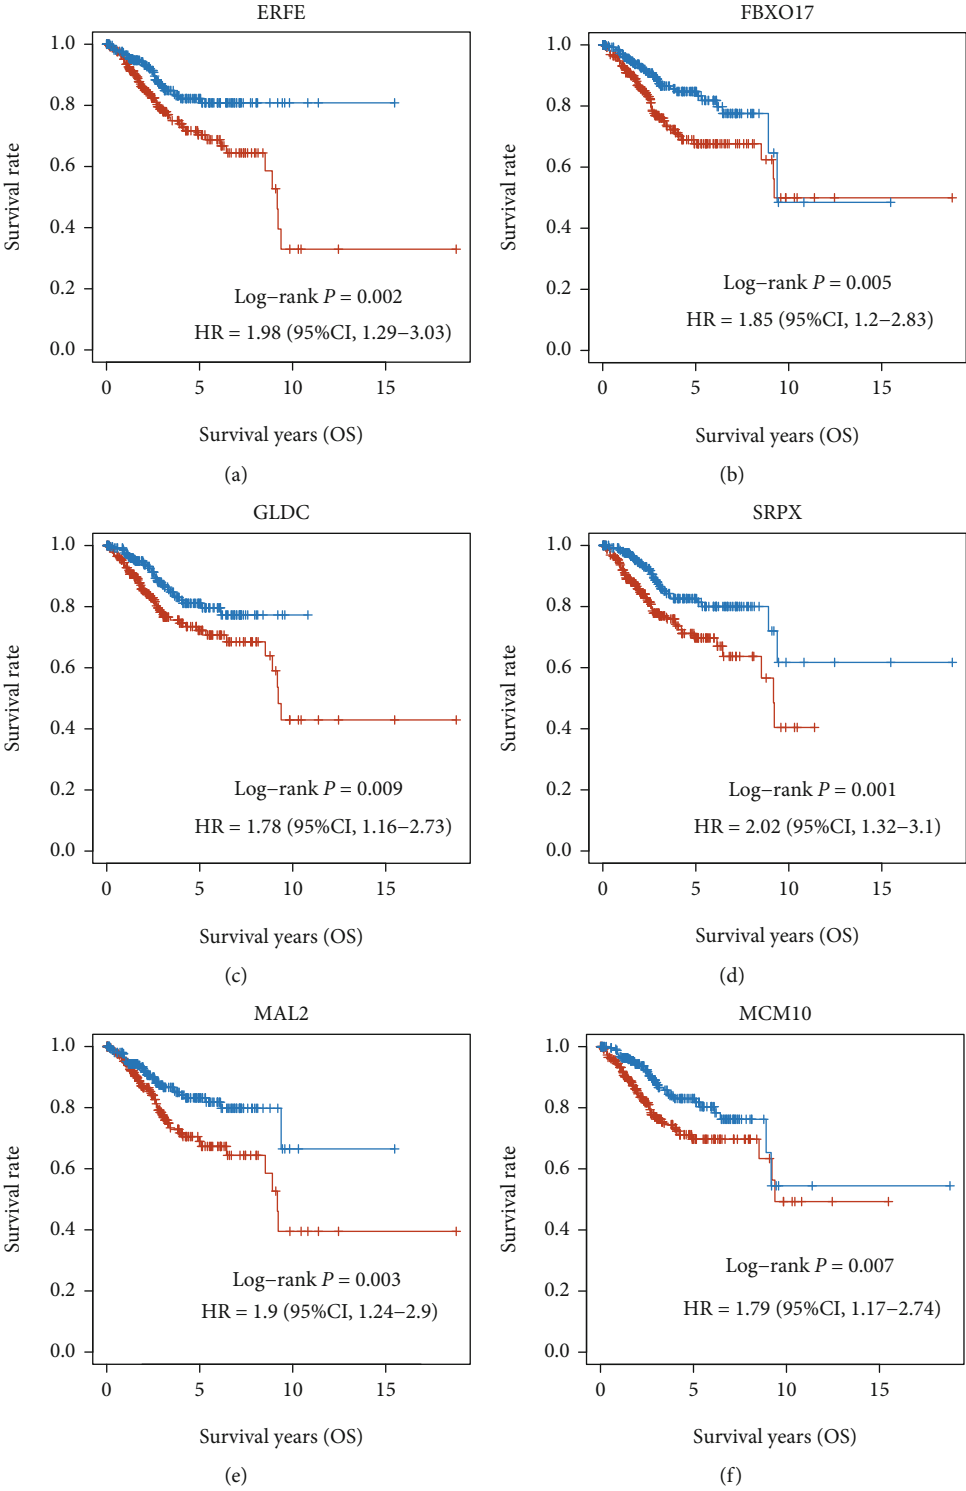 ERFE
1.0
0.8
0.6
0.4
0.2
0.0
Survival rate
Log−rank P = 0.002
HR = 1.98 (95%CI, 1.29−3.03)
0 5 10 15
Survival years (OS)
(a)
FBXO17
1.0
0.8
0.6
0.4
0.2
0.0
Survival rate
Log−rank P = 0.005
HR = 1.85 (95%CI, 1.2−2.83)
0 5 10 15
Survival years (OS)
(b)
GLDC
1.0
0.8
0.6
0.4
0.2
0.0
Survival rate
Log−rank P = 0.009
HR = 1.78 (95%CI, 1.16−2.73)
0 5 10 15
Survival years (OS)
(c)
SRPX
1.0
0.8
0.6
0.4
0.2
0.0
Survival rate
Log−rank P = 0.001
HR = 2.02 (95%CI, 1.32−3.1)
0 5 10 15
Survival years (OS)
(d)
MAL2
1.0
0.8
0.6
0.4
0.2
0.0
Survival rate
Log−rank P = 0.003
HR = 1.9 (95%CI, 1.24−2.9)
0 5 10 15
Survival years (OS)
(e)
MCM10
1.0
0.8
0.6
0.4
0.2
0.0
Survival rate
Log−rank P = 0.007
HR = 1.79 (95%CI, 1.17−2.74)
0 5 10 15
Survival years (OS)
(f)